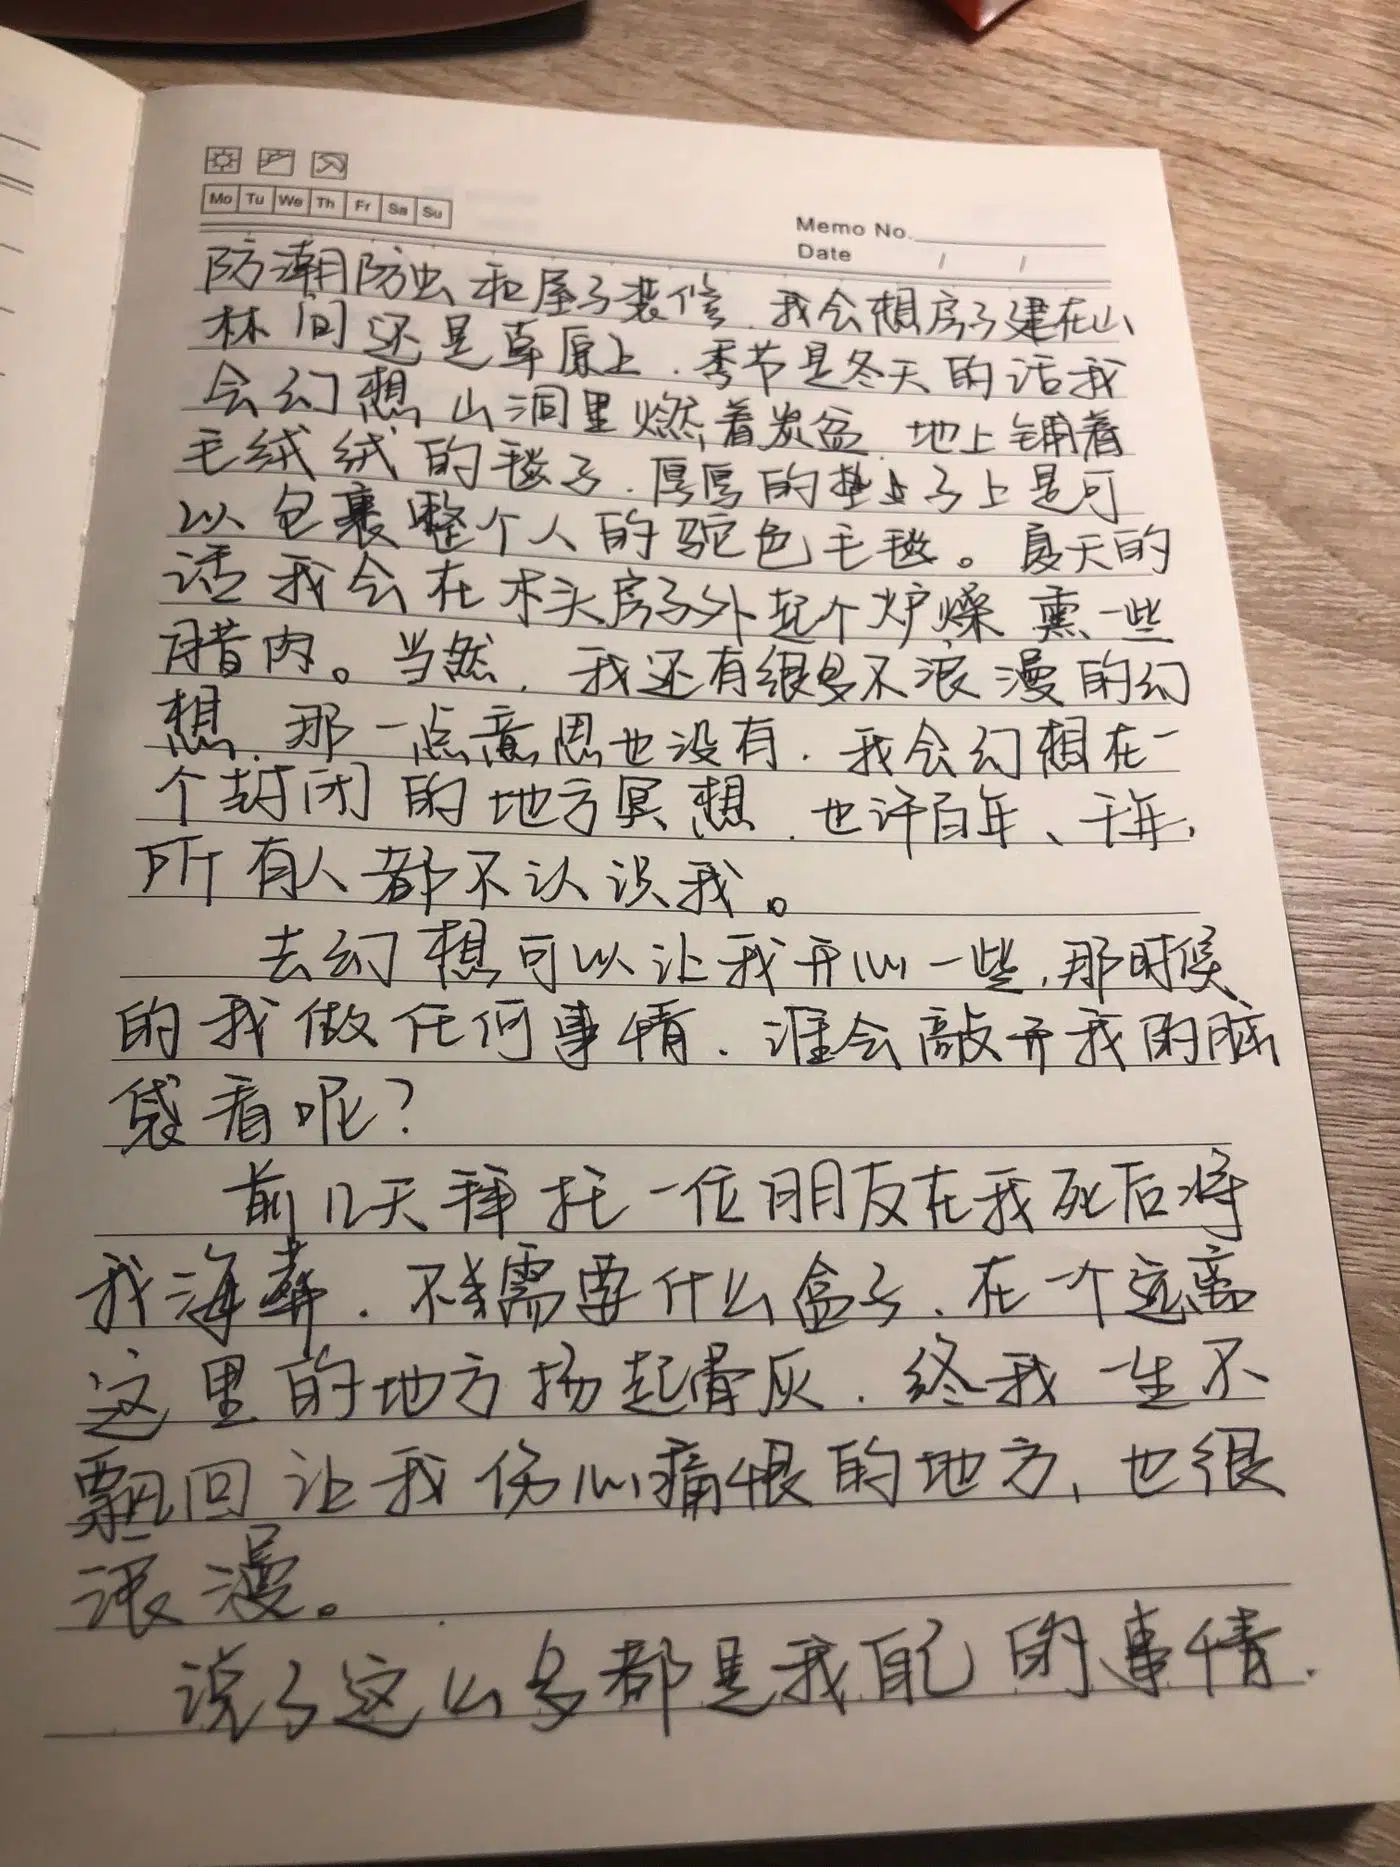 Mo Tu We Th Fr Sa Su
Memo No.
Date / /
防潮防虫和屋子装修,我会想房子建在山
林间还是草原上,季节是冬天的话我
会幻想山洞里燃着炭盆,地上铺着
毛绒绒的毯子,厚厚的垫子上是可
以包裹整个人的驼色毛毯。夏天的
话我会在木头房子外起个炉燥熏一些
腊肉。当然,我还有很多不浪漫的幻
想,那一点意思也没有,我会幻想在一
个封闭的地方冥想,也许百年、千年,
所有人都不认识我。
去幻想可以让我开心一些,那时候
的我做任何事情,谁会敲开我的脑
袋看呢?
前几天拜托一位朋友在我死后将
我海葬,不需要什么盒子,在一个远离
这里的地方扬起骨灰,终我一生不
飘回让我伤心痛恨的地方,也很
浪漫。
说了这么多都是我自己的事情.